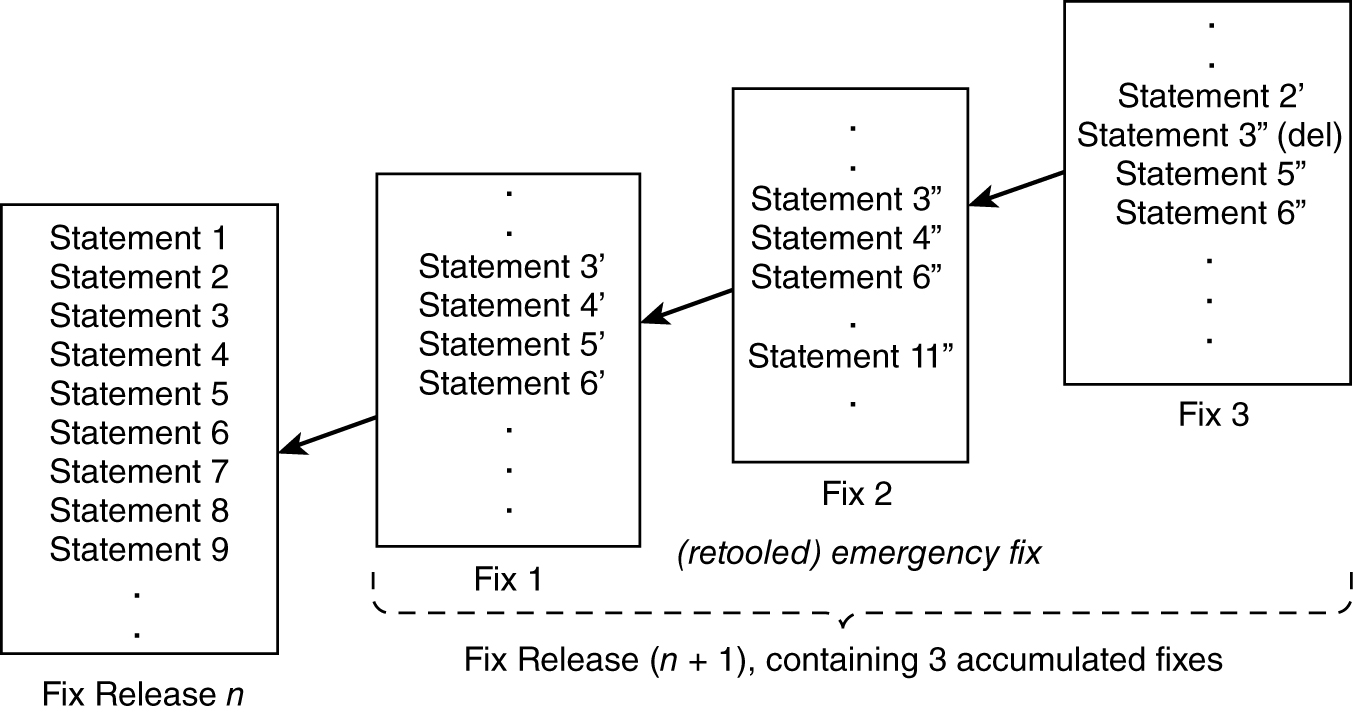 Statement 1
Statement 2
Statement 3
Statement 4
Statement 5
Statement 6
Statement 7
Statement 8
Statement 9
.
.
Fix Release n
.
.
Statement 3’
Statement 4’
Statement 5’
Statement 6’
.
.
.
Fix 1
.
.
Statement 3”
Statement 4”
Statement 6”
.
Statement 11”
.
Fix 2
(retooled) emergency fix
.
.
Statement 2’
Statement 3” (del)
Statement 5”
Statement 6”
.
.
.
Fix 3
Fix Release (n + 1), containing 3 accumulated fixes